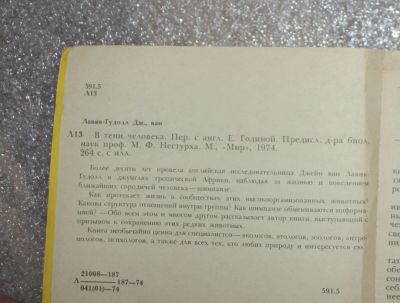 591.5
Л13
Лавик-Гудолл Дж., ван
Л13 В тени человека. Пер. с англ. Е. Годиной. Предисл. д-ра биол.
наук проф. М. Ф. Нестурха. М., «Мир», 1974.
264 с. с илл.
Более десяти лет провела английская исследовательница Джейн ван Лавик-
Гудолл в джунглях тропической Африки, наблюдая за жизнью и поведением
ближайших сородичей человека—шимпанзе.
Как протекает жизнь в сообществах этих высокоорганизованных животных?
Какова структура отношений внутри группы? Как шимпанзе обмениваются информа-
цией? — Обо всем этом и многом другом рассказывает автор книги, выступающий с
призывом к сохранению этих редких животных.
Книга необычайно ценна для специалистов—экологов, этологов, зоологов, антро-
пологов, психологов, а также для всех тех, кто любит природу и интересуется ею.
21008—187
Л 187—74
041(01)—74
591.5